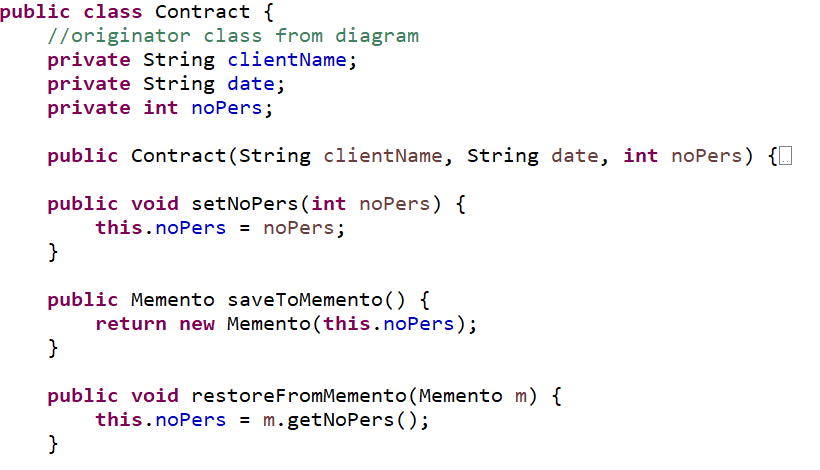 public class Contract {
    //originator class from diagram
    private String clientName;
    private String date;
    private int noPers;

    public Contract(String clientName, String date, int noPers) {..

    public void setNoPers(int noPers) {
        this.noPers = noPers;
    }

    public Memento saveToMemento() {
        return new Memento(this.noPers);
    }

    public void restoreFromMemento(Memento m) {
        this.noPers = m.getNoPers();
    }